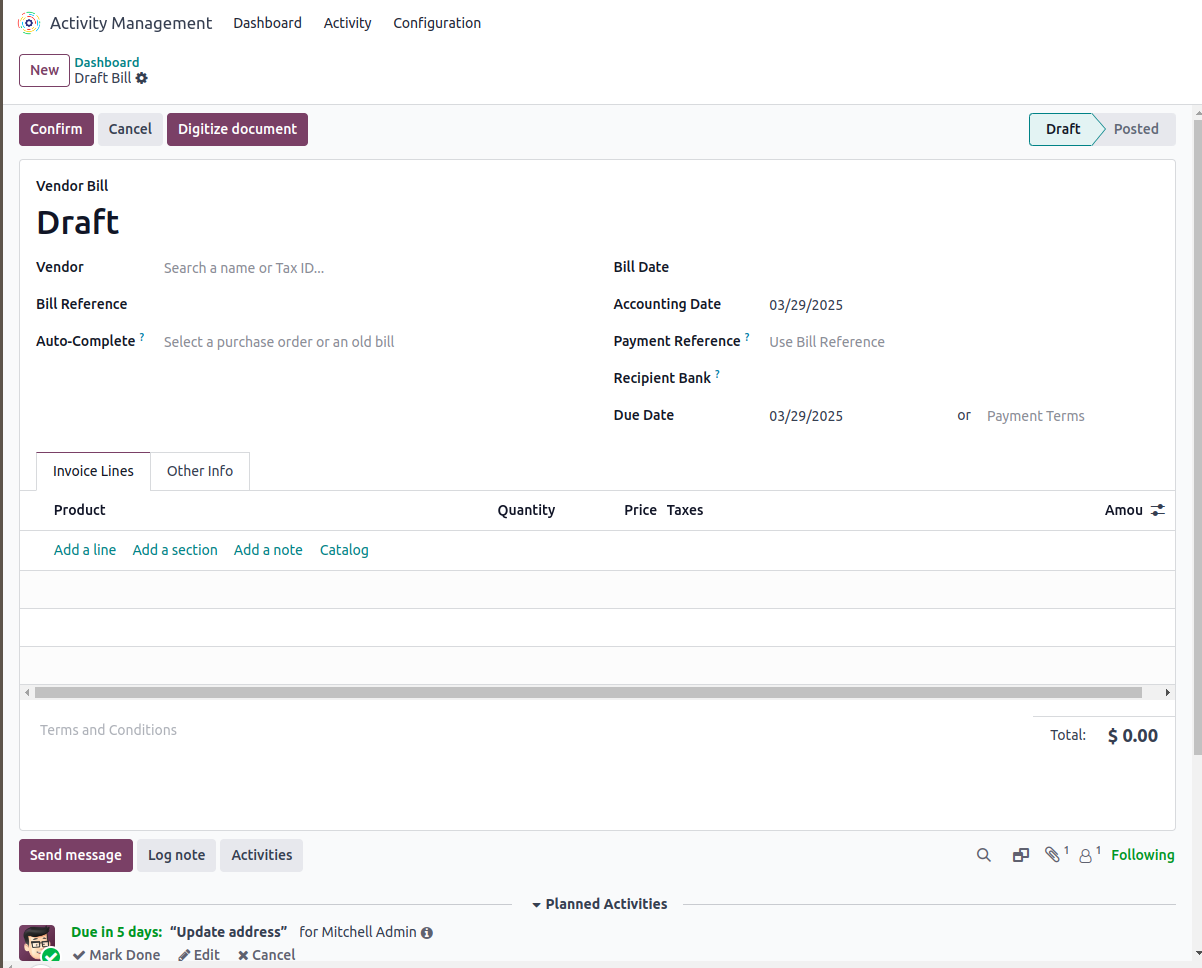 Activity Management Dashboard Activity Configuration
New Dashboard
Draft Bill
Confirm Cancel Digitize document Draft Posted
Vendor Bill
Draft
Vendor Search a name or Tax ID... Bill Date
Bill Reference Accounting Date 03/29/2025
Auto-Complete ? Select a purchase order or an old bill Payment Reference ? Use Bill Reference
Recipient Bank ?
Due Date 03/29/2025 or Payment Terms
Invoice Lines Other Info
Product Quantity Price Taxes Amou
Add a line Add a section Add a note Catalog
Terms and Conditions Total: $ 0.00
Send message Log note Activities 1 1 Following
Planned Activities
Due in 5 days: “Update address” for Mitchell Admin
Mark Done Edit Cancel